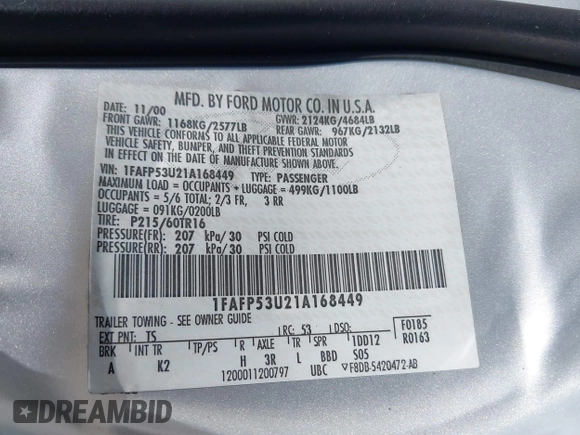 MFD. BY FORD MOTOR CO. IN U.S.A.
DATE: 11/00 GVWR: 2124KG/4684LB
FRONT GAWR: 1168KG/2577LB REAR GAWR: 967KG/2132LB
THIS VEHICLE CONFORMS TO ALL APPLICABLE FEDERAL MOTOR
VEHICLE SAFETY, BUMPER, AND THEFT PREVENTION STANDARDS
IN EFFECT ON THE DATE OF MANUFACTURE SHOWN ABOVE.
VIN: 1FAFP53U21A168449 TYPE: PASSENGER
MAXIMUM LOAD = OCCUPANTS + LUGGAGE = 499KG/1100LB
OCCUPANTS = 5/6 TOTAL, 2/3 FR, 3 RR
LUGGAGE = 091KG/0200LB
TIRE: P215/60TR16
PRESSURE(FR): 207 kPa/ 30 PSI COLD
PRESSURE(RR): 207 kPa/ 30 PSI COLD
1FAFP53U21A168449
TRAILER TOWING - SEE OWNER GUIDE
EXT PNT: TS RC: 53 DSO: F0185
BRK INT TR TP/PS R AXLE TR SPR 1DD12 R0163
A K2 H 3R L BBD S05
1200011200797 UBC F8DB-5420472-AB
DREAMBID